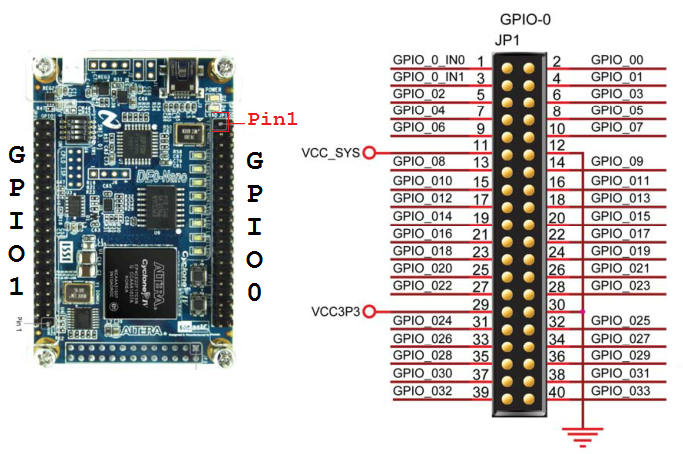 GPIO-0
JP1
GPIO_0_IN0 1 2 GPIO_00
GPIO_0_IN1 3 4 GPIO_01
GPIO_02 5 6 GPIO_03
GPIO_04 7 8 GPIO_05
GPIO_06 9 10 GPIO_07
VCC_SYS 11 12
GPIO_08 13 14 GPIO_09
GPIO_010 15 16 GPIO_011
GPIO_012 17 18 GPIO_013
GPIO_014 19 20 GPIO_015
GPIO_016 21 22 GPIO_017
GPIO_018 23 24 GPIO_019
GPIO_020 25 26 GPIO_021
GPIO_022 27 28 GPIO_023
VCC3P3 29 30
GPIO_024 31 32 GPIO_025
GPIO_026 33 34 GPIO_027
GPIO_028 35 36 GPIO_029
GPIO_030 37 38 GPIO_031
GPIO_032 39 40 GPIO_033
Pin1
GPIO1
GPIO0
POWER
DE0-Nano
ISSI
ALTERA
Cyclone IV
Pin 1
ALTERA